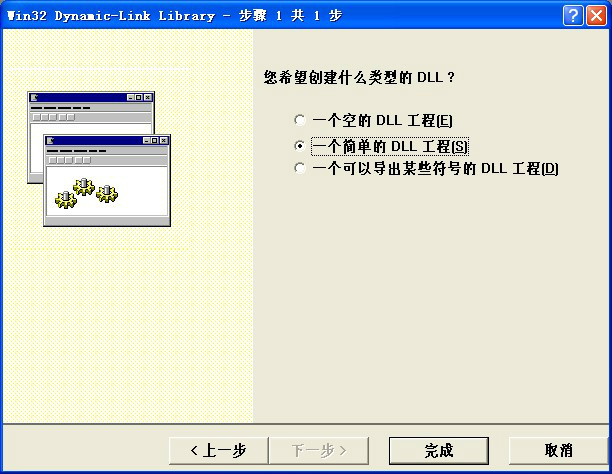 Win32 Dynamic-Link Library - 步骤 1 共 1 步
您希望创建什么类型的 DLL ?
一个空的 DLL 工程(E)
一个简单的 DLL 工程(S)
一个可以导出某些符号的 DLL 工程(D)
< 上一步
下一步 >
完成
取消